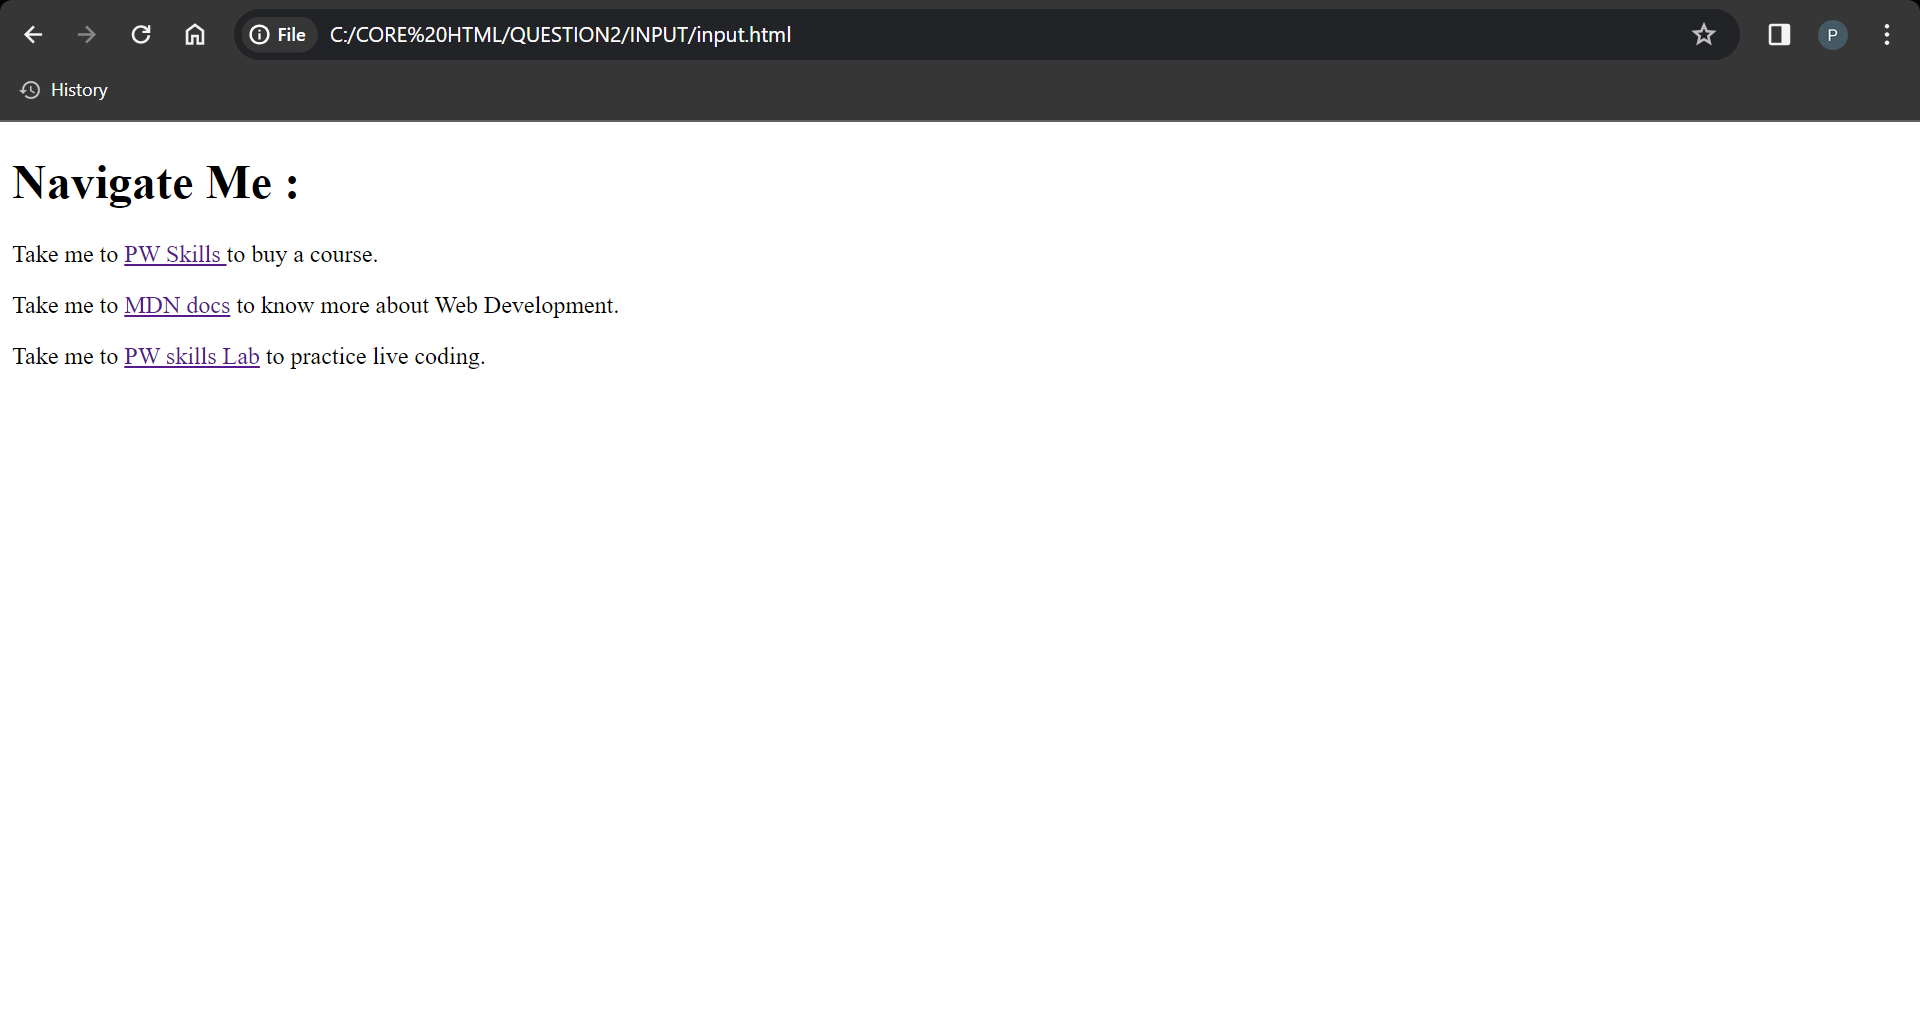 File C:/CORE%20HTML/QUESTION2/INPUT/input.html
P
History
Navigate Me :
Take me to PW Skills to buy a course.
Take me to MDN docs to know more about Web Development.
Take me to PW skills Lab to practice live coding.